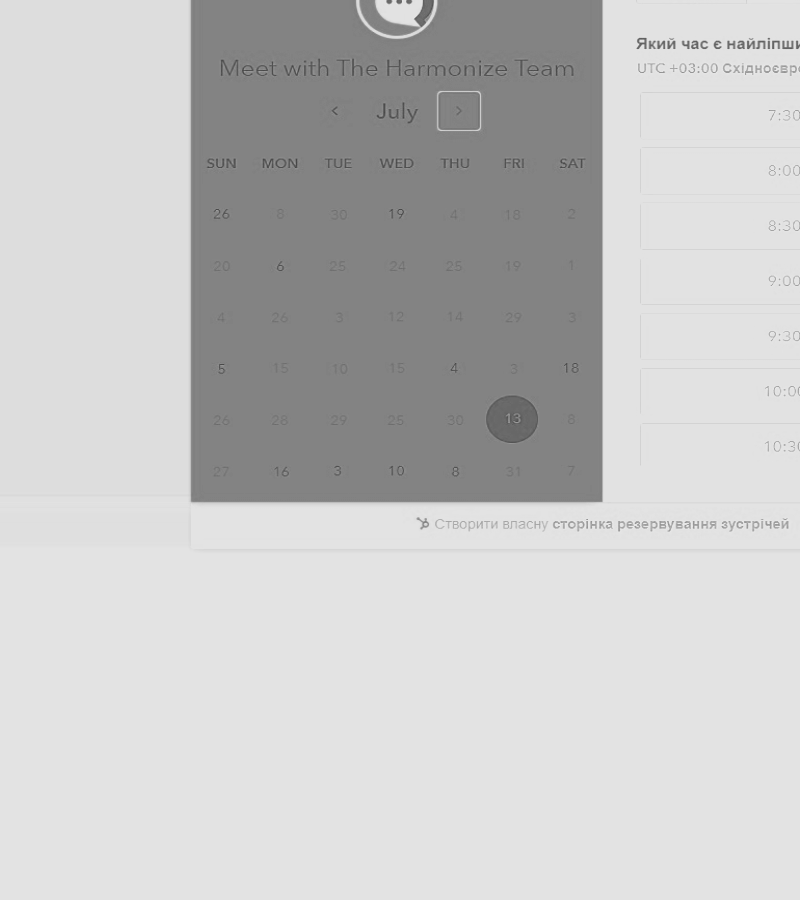 Meet with The Harmonize Team
July
SUN MON TUE WED THU FRI SAT
26 8 30 19 4 18 2
20 6 25 24 25 19 1
4 26 3 12 14 29 3
5 15 10 15 4 3 18
26 28 29 25 30 13 8
27 16 3 10 8 31 7
Який час є найліпши
UTC +03:00 Східноєвро
7:30
8:00
8:30
9:00
9:30
10:00
10:30
Створити власну сторінка резервування зустрічей